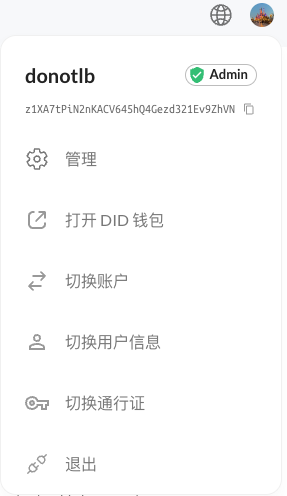 donotlb
Admin
z1XA7tPiN2nKACV645hQ4Gezd321Ev9ZhVN
管理
打开 DID 钱包
切换账户
切换用户信息
切换通行证
退出